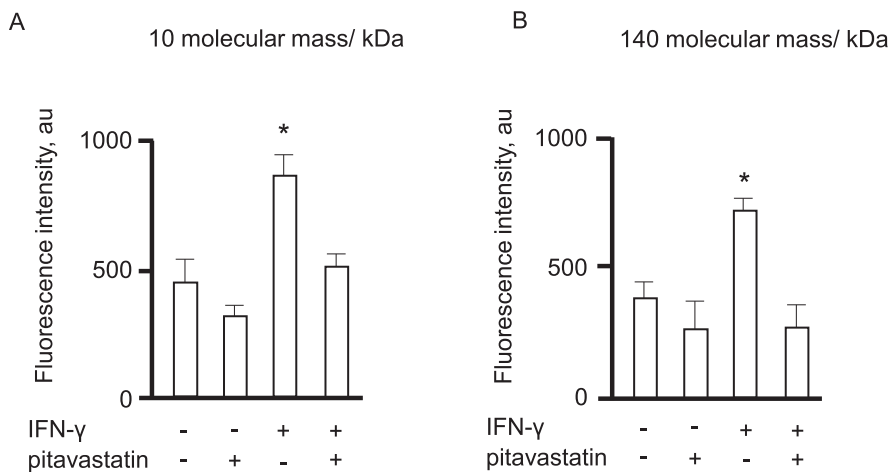 A
10 molecular mass/ kDa
Fluorescence intensity, au
1000
500
0
*
IFN-γ - - + +
pitavastatin - + - +
B
140 molecular mass/ kDa
Fluorescence intensity, au
1000
500
0
*
IFN-γ - - + +
pitavastatin - + - +